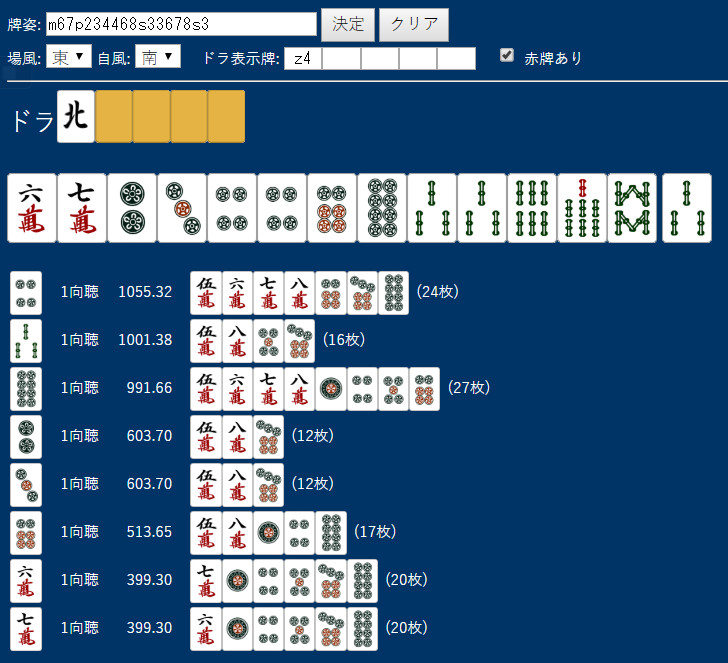 牌姿: m67p234468s33678s3 決定 クリア
場風: 東 ▼ 自風: 南 ▼ ドラ表示牌: z4 赤牌あり
ドラ 北
六萬 七萬
1向聴 1055.32 伍萬 六萬 七萬 八萬 (24枚)
1向聴 1001.38 伍萬 八萬 (16枚)
1向聴 991.66 伍萬 六萬 七萬 八萬 (27枚)
1向聴 603.70 伍萬 八萬 (12枚)
1向聴 603.70 伍萬 八萬 (12枚)
1向聴 513.65 伍萬 八萬 (17枚)
六萬 1向聴 399.30 七萬 (20枚)
七萬 1向聴 399.30 六萬 (20枚)